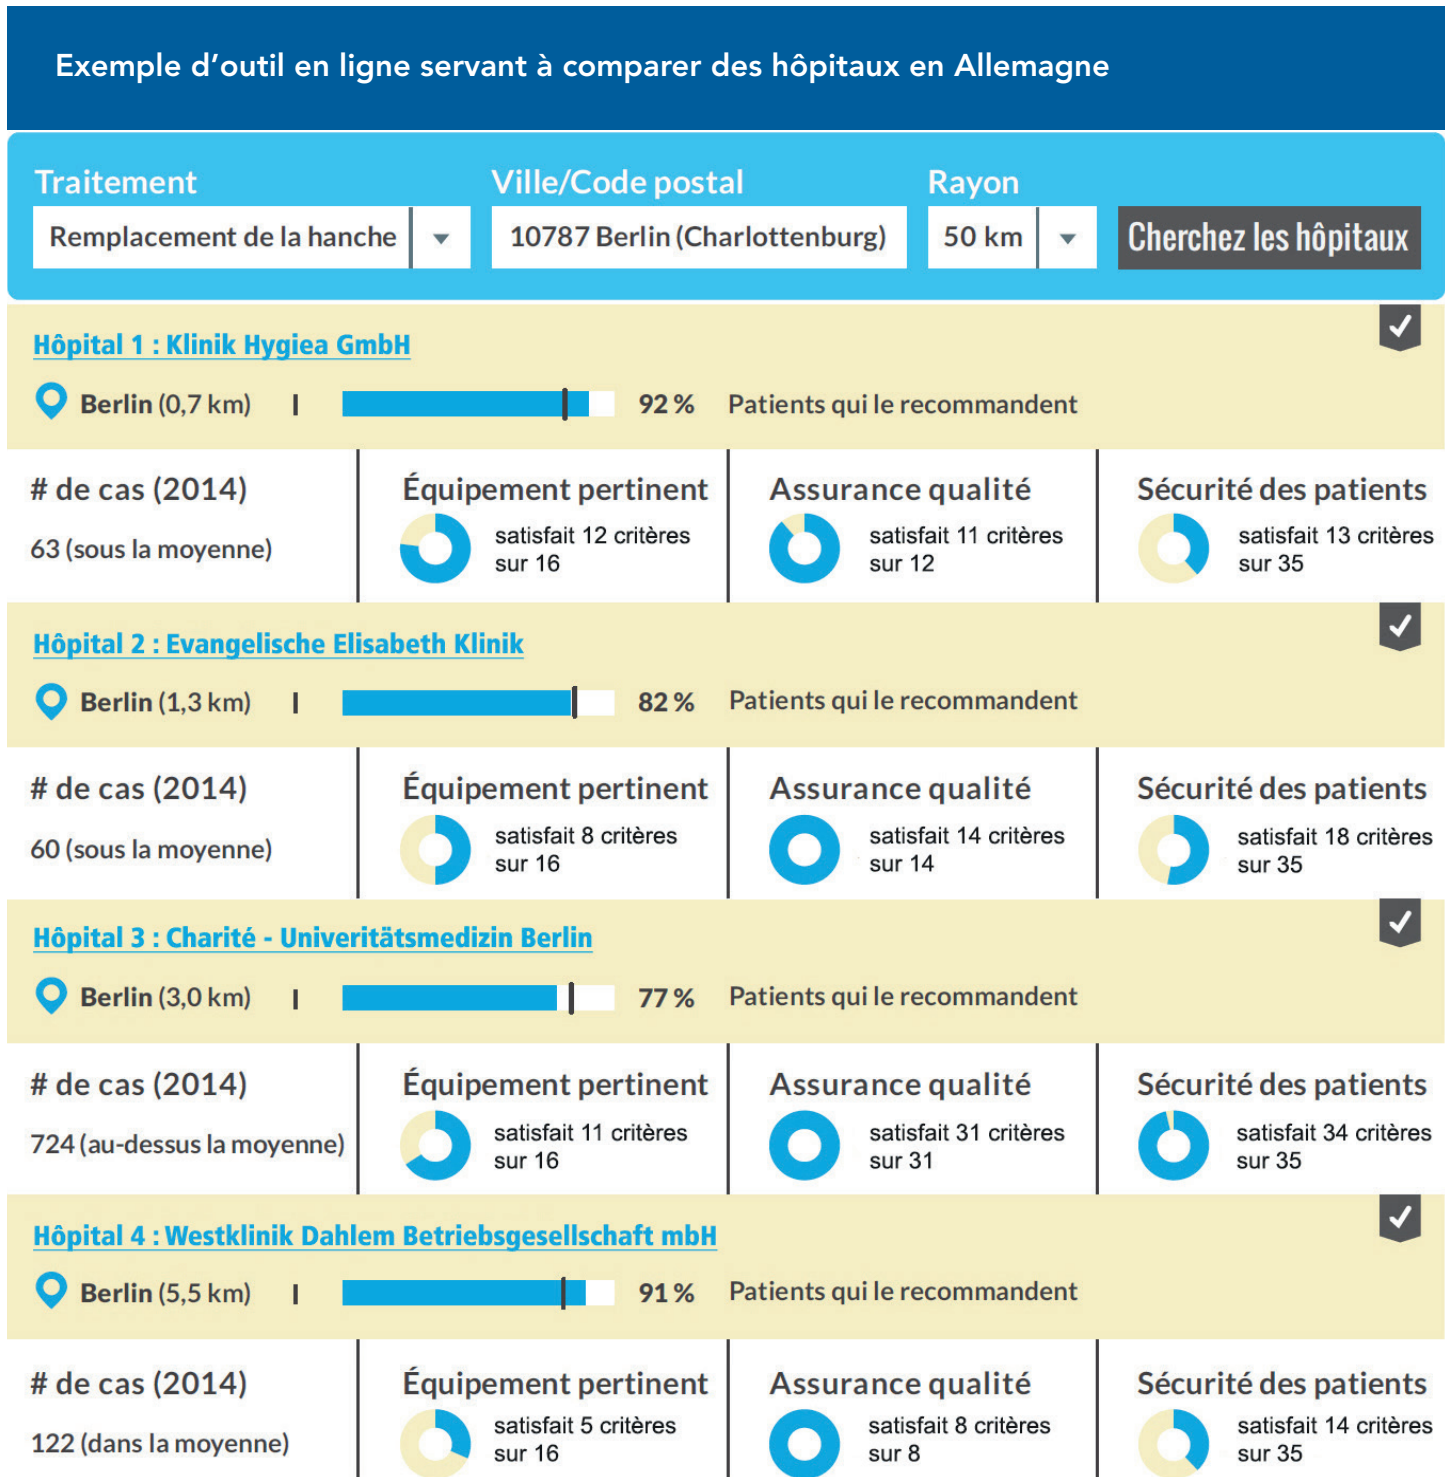 Exemple d'outil en ligne servant à comparer des hôpitaux en Allemagne
Traitement
Ville/Code postal
Rayon
Remplacement de la hanche
10787 Berlin (Charlottenburg)
50 km
Cherchez les hôpitaux
Hôpital 1 : Klinik Hygiea GmbH
Berlin (0,7 km) | 92 % Patients qui le recommandent
# de cas (2014)
63 (sous la moyenne)
Équipement pertinent
satisfait 12 critères
sur 16
Assurance qualité
satisfait 11 critères
sur 12
Sécurité des patients
satisfait 13 critères
sur 35
Hôpital 2 : Evangelische Elisabeth Klinik
Berlin (1,3 km) | 82 % Patients qui le recommandent
# de cas (2014)
60 (sous la moyenne)
Équipement pertinent
satisfait 8 critères
sur 16
Assurance qualité
satisfait 14 critères
sur 14
Sécurité des patients
satisfait 18 critères
sur 35
Hôpital 3 : Charité - Univeritätsmedizin Berlin
Berlin (3,0 km) | 77 % Patients qui le recommandent
# de cas (2014)
724 (au-dessus la moyenne)
Équipement pertinent
satisfait 11 critères
sur 16
Assurance qualité
satisfait 31 critères
sur 31
Sécurité des patients
satisfait 34 critères
sur 35
Hôpital 4 : Westklinik Dahlem Betriebsgesellschaft mbH
Berlin (5,5 km) | 91 % Patients qui le recommandent
# de cas (2014)
122 (dans la moyenne)
Équipement pertinent
satisfait 5 critères
sur 16
Assurance qualité
satisfait 8 critères
sur 8
Sécurité des patients
satisfait 14 critères
sur 35